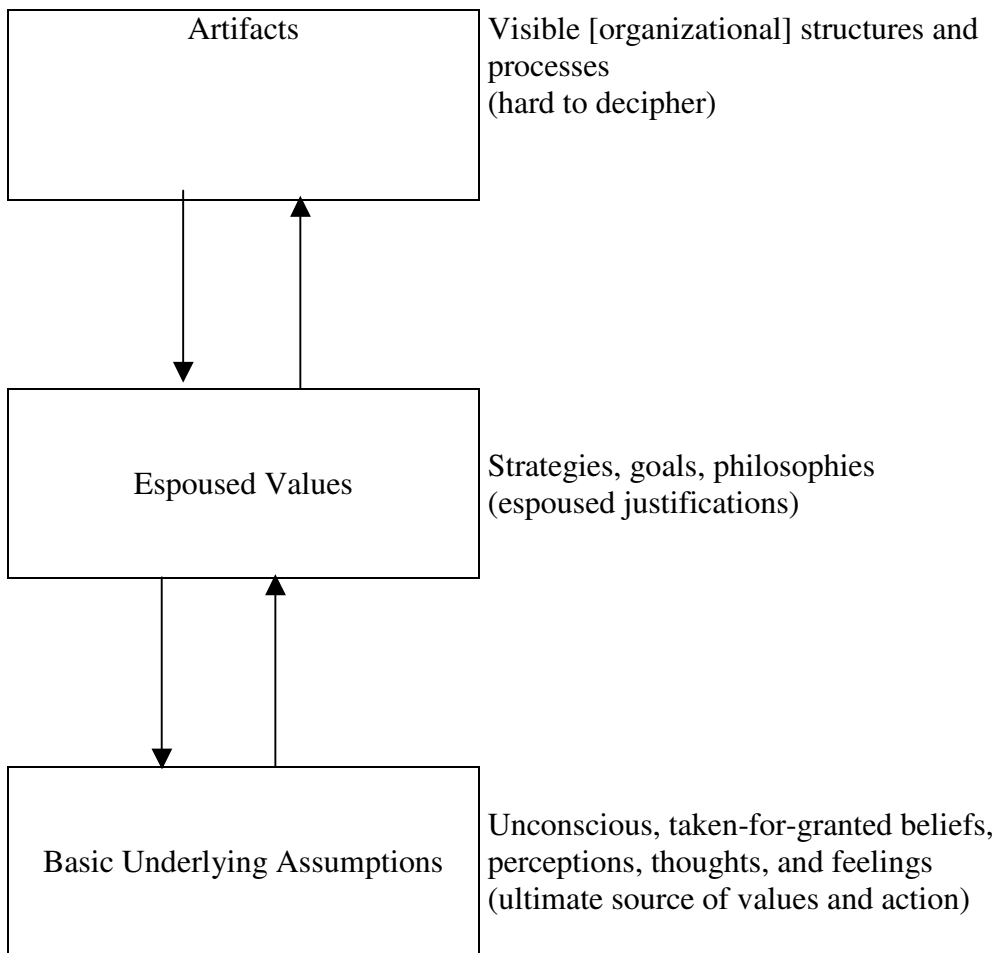 Artifacts
Visible [organizational] structures and
processes
(hard to decipher)
Espoused Values
Strategies, goals, philosophies
(espoused justifications)
Basic Underlying Assumptions
Unconscious, taken-for-granted beliefs,
perceptions, thoughts, and feelings
(ultimate source of values and action)